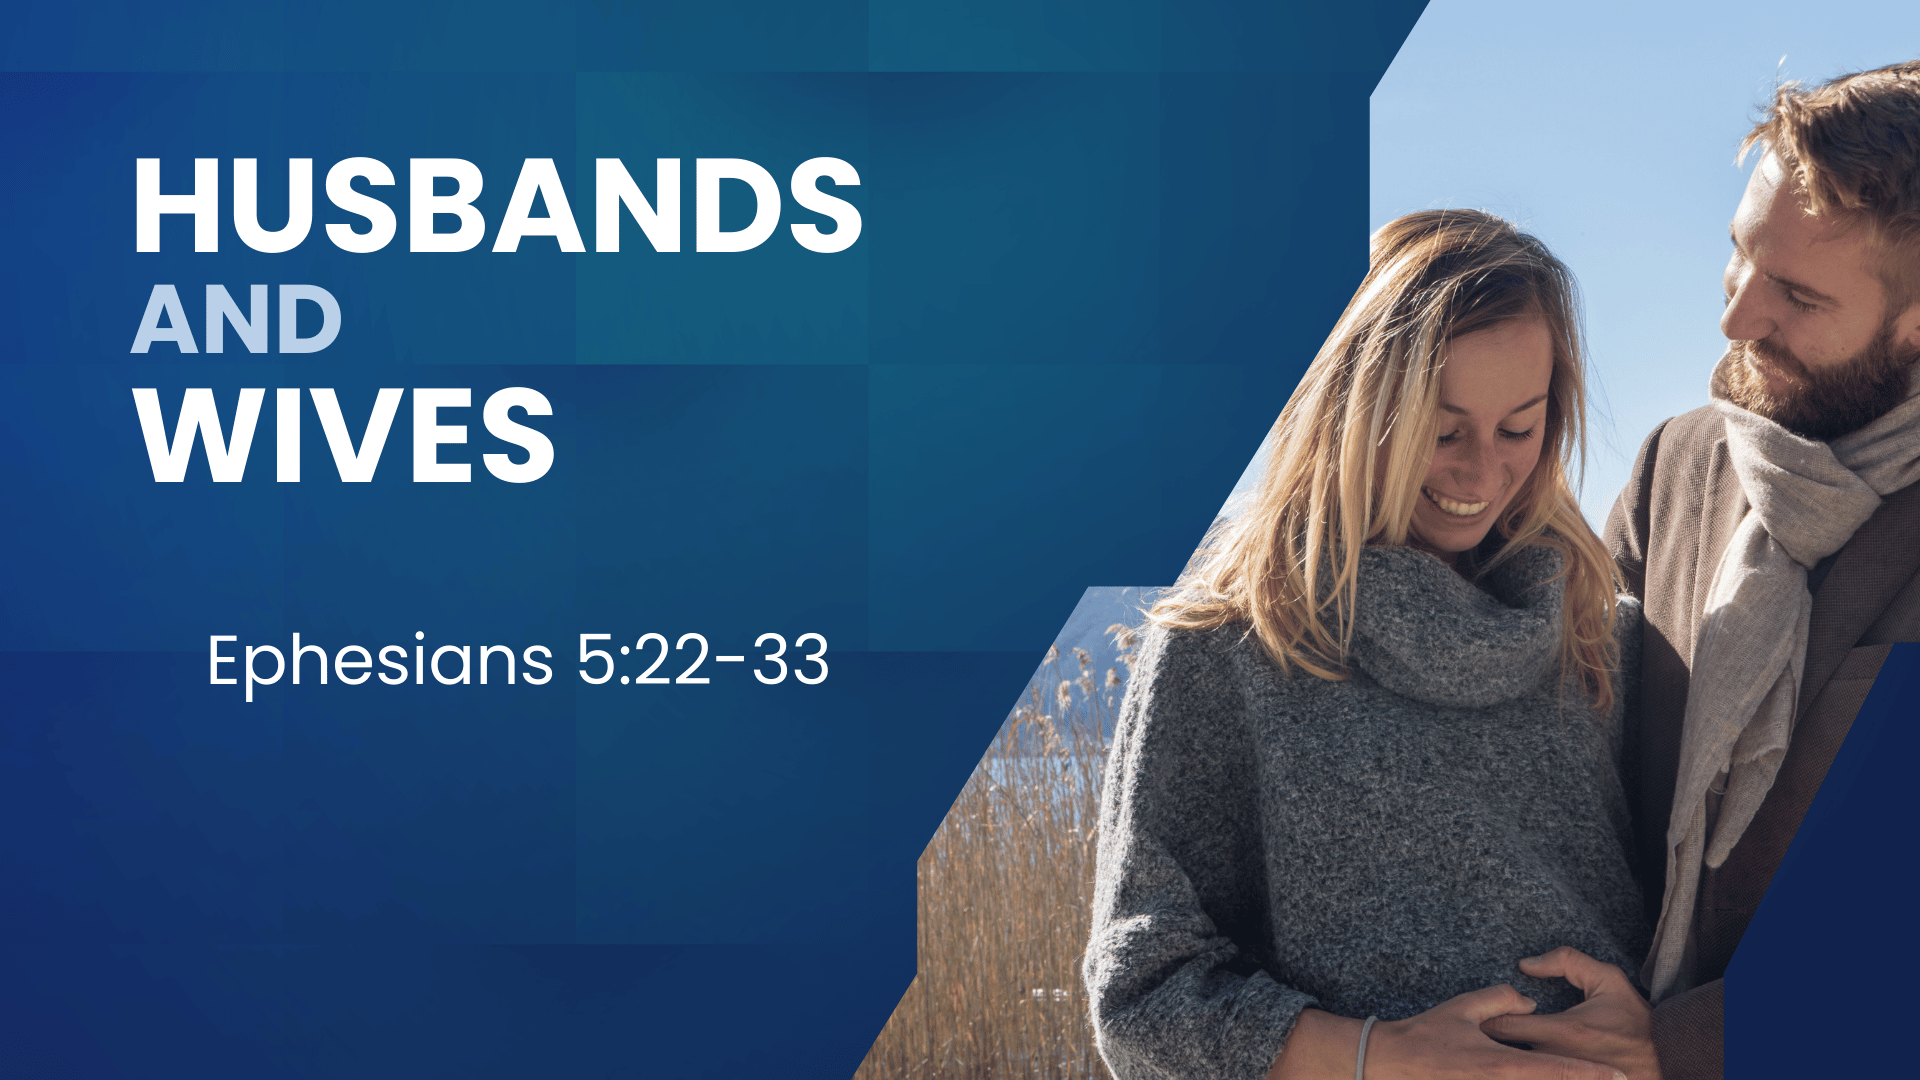 HUSBANDS
AND
WIVES
Ephesians 5:22-33